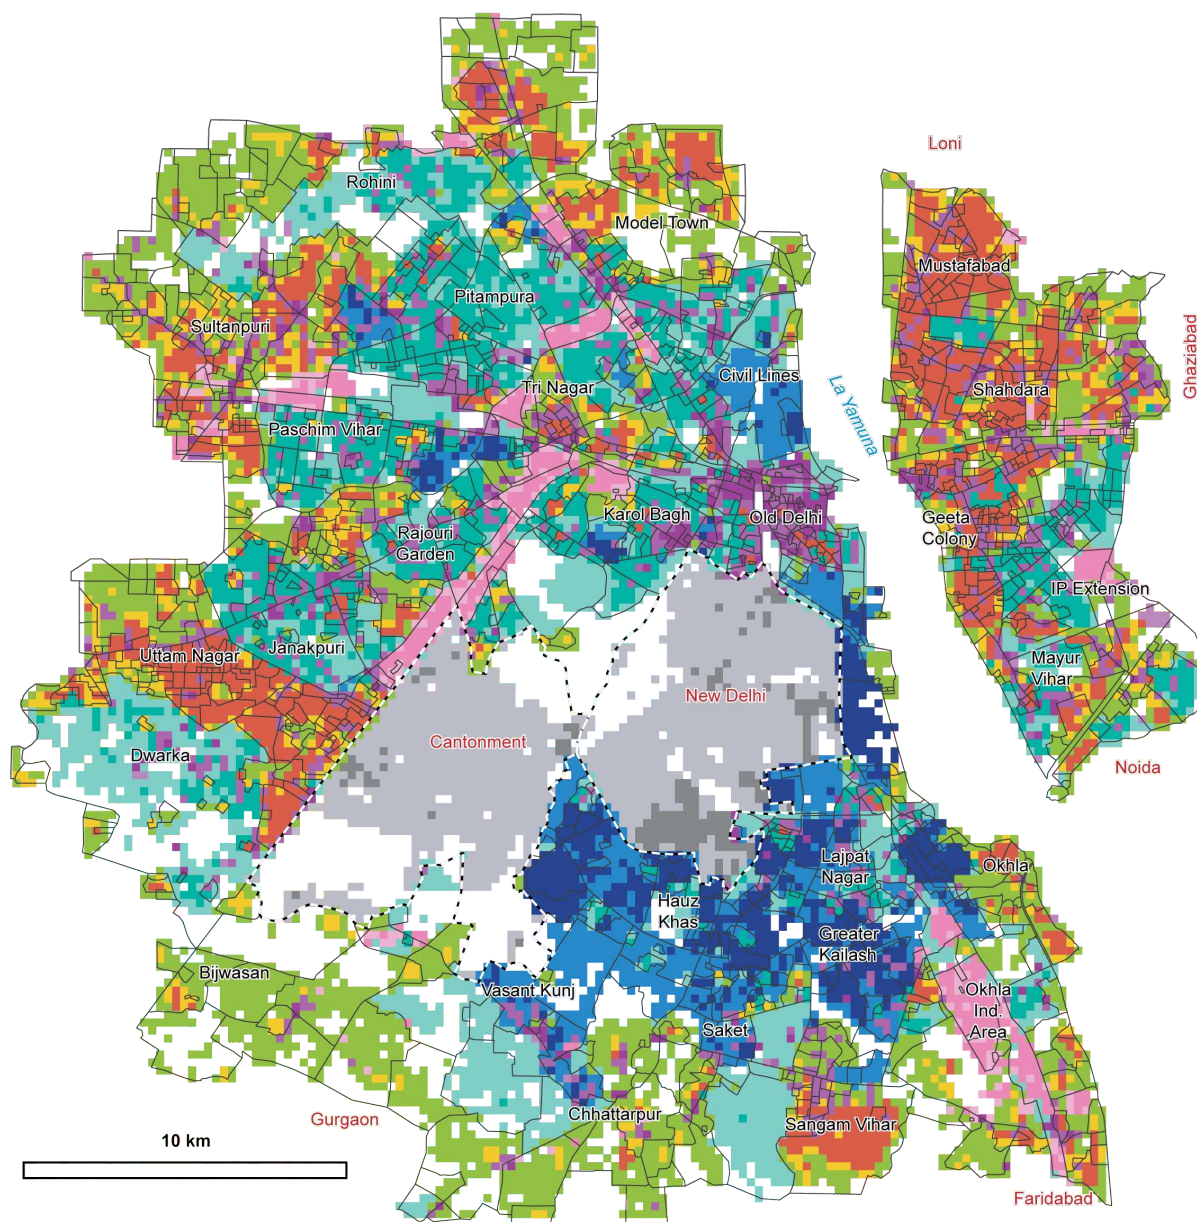 Loni
Rohini
Model Town
Mustafabad
Pitampura
Sultanpuri
Ghaziabad
Civil Lines
Tri Nagar
Shahdara
La Yamuna
Paschim Vihar
Karol Bagh
Old Delhi
Geeta
Colony
Rajouri
Garden
IP Extension
Uttam Nagar
Janakpuri
Mayur
Vihar
New Delhi
Cantonment
Dwarka
Noida
Lajpat
Nagar
Okhla
Hauz
Khas
Greater
Kailash
Bijwasan
Vasant Kunj
Okhla
Ind.
Area
Saket
Gurgaon
Chhattarpur
Sangam Vihar
10 km
Faridabad